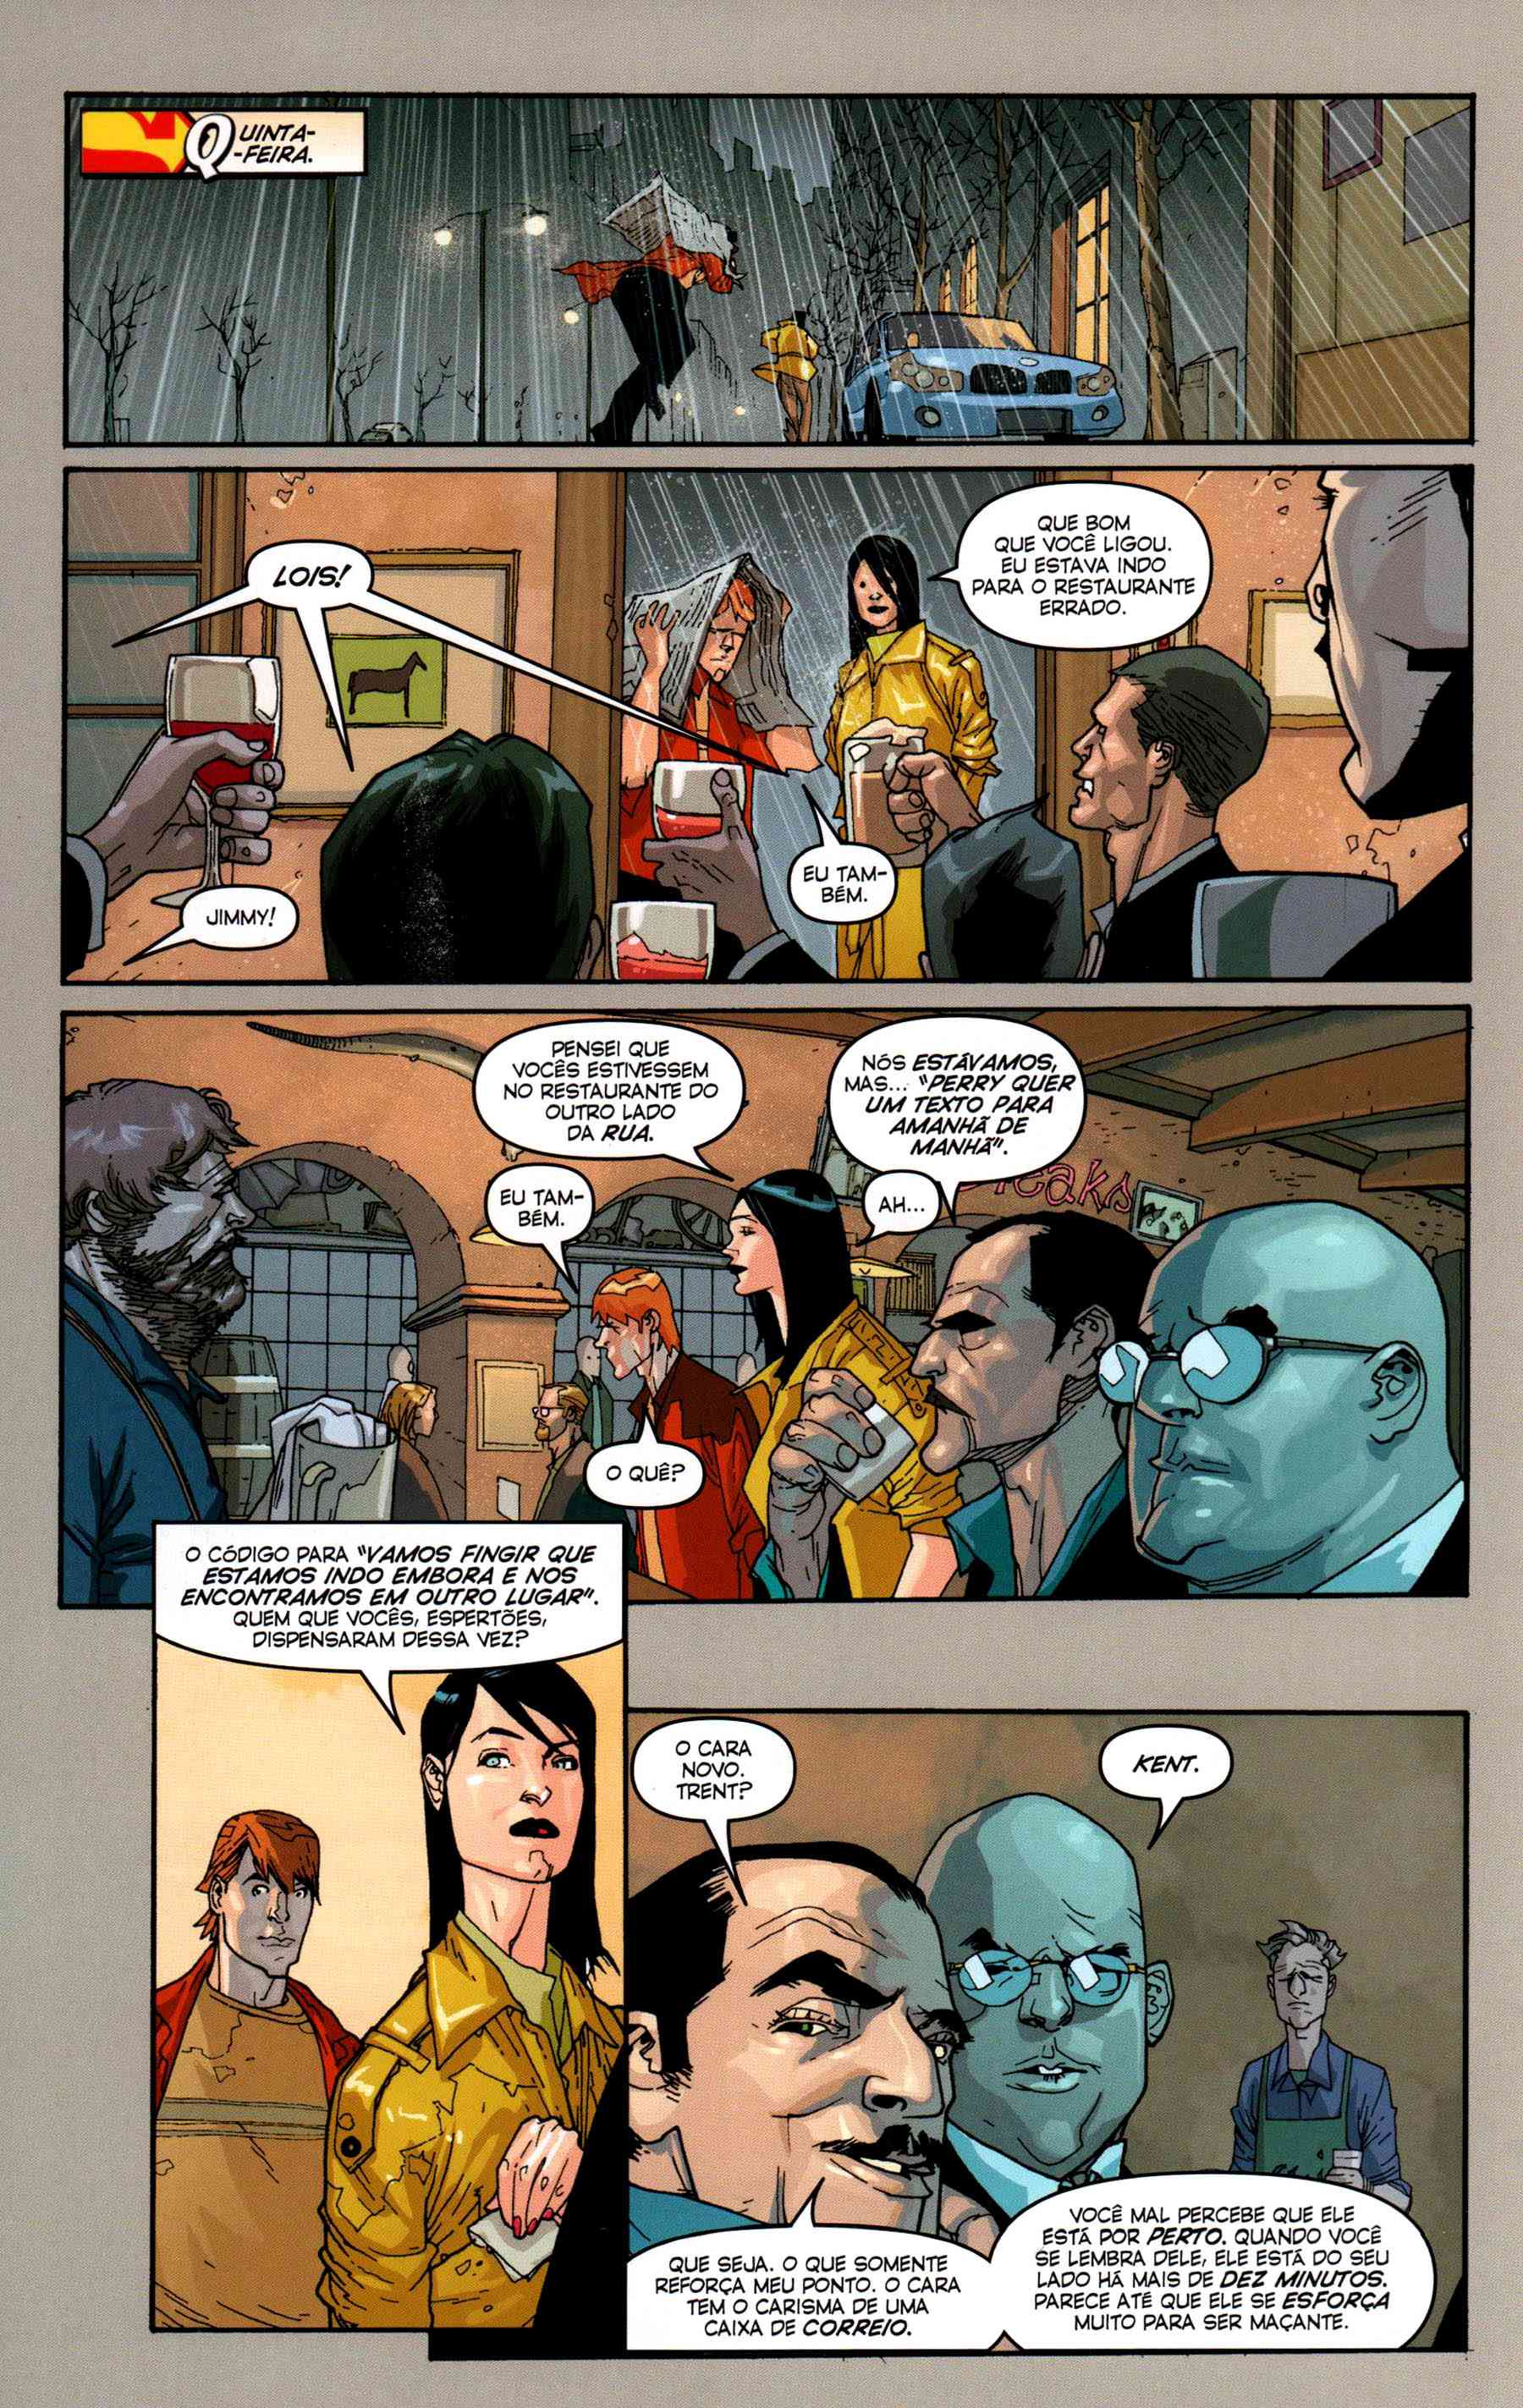 QUINTA-
-FEIRA.
LOIS!
QUE BOM
QUE VOCÊ LIGOU.
EU ESTAVA INDO
PARA O RESTAURANTE
ERRADO.
EU TAM-
BÉM.
JIMMY!
PENSEI QUE
VOCÊS ESTIVESSEM
NO RESTAURANTE DO
OUTRO LADO
DA RUA.
EU TAM-
BÉM.
NÓS ESTÁVAMOS,
MAS... "PERRY QUER
UM TEXTO PARA
AMANHÃ DE
MANHÃ".
AH...
O QUÊ?
O CÓDIGO PARA "VAMOS FINGIR QUE
ESTAMOS INDO EMBORA E NOS
ENCONTRAMOS EM OUTRO LUGAR".
QUEM QUE VOCÊS, ESPERTÕES,
DISPENSARAM DESSA VEZ?
O CARA
NOVO.
TRENT?
KENT.
QUE SEJA. O QUE SOMENTE
REFORÇA MEU PONTO. O CARA
TEM O CARISMA DE UMA
CAIXA DE CORREIO.
VOCÊ MAL PERCEBE QUE ELE
ESTÁ POR PERTO. QUANDO VOCÊ
SE LEMBRA DELE, ELE ESTÁ DO SEU
LADO HÁ MAIS DE DEZ MINUTOS.
PARECE ATÉ QUE ELE SE ESFORÇA
MUITO PARA SER MAÇANTE.